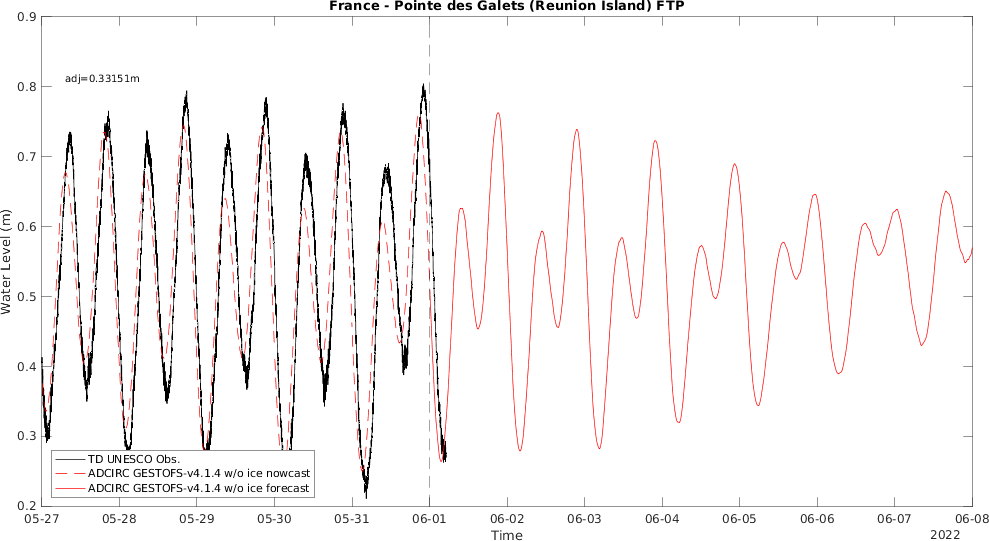 France - Pointe des Galets (Reunion Island) FTP
0.9
0.8
0.7
0.6
0.5
0.4
0.3
0.2
Water Level (m)
adj=0.33151m
TD UNESCO Obs.
ADCIRC GESTOFS-v4.1.4 w/o ice nowcast
ADCIRC GESTOFS-v4.1.4 w/o ice forecast
05-27 05-28 05-29 05-30 05-31 06-01 06-02 06-03 06-04 06-05 06-06 06-07 06-08
Time
2022